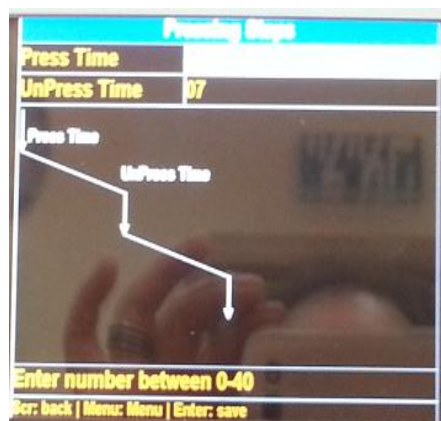 Pressing Steps
Press Time
UnPress Time 07
Press Time
UnPress Time
Enter number between 0-40
Scr: back | Menu: Menu | Enter: save